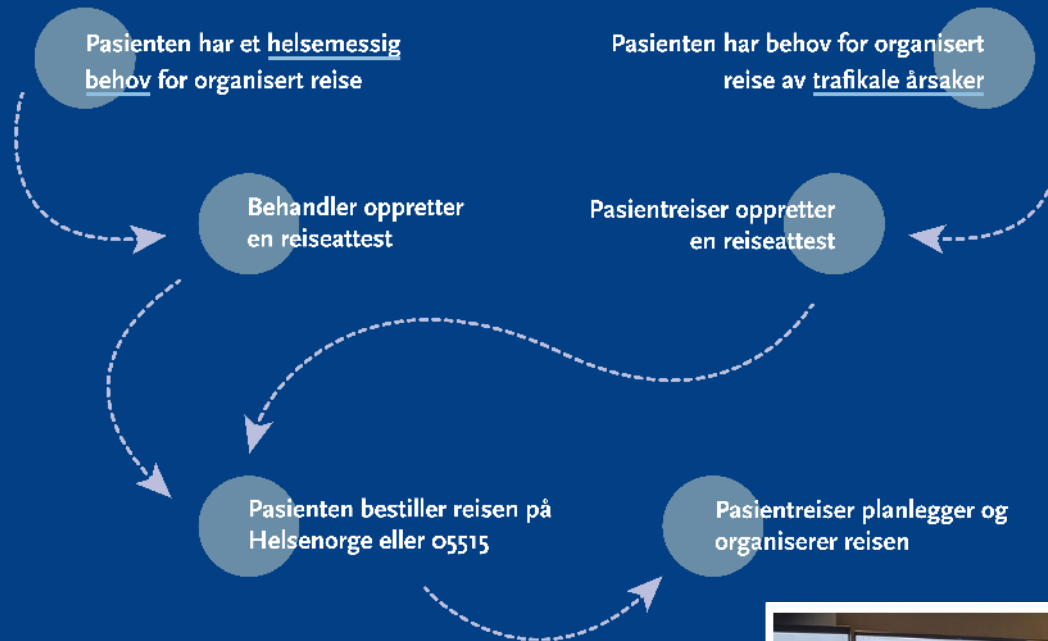 Pasienten har et helsemessig
behov for organisert reise
Pasienten har behov for organisert
reise av trafikale årsaker
Behandler oppretter
en reiseattest
Pasientreiser oppretter
en reiseattest
Pasienten bestiller reisen på
Helsenorge eller 05515
Pasientreiser planlegger og
organiserer reisen